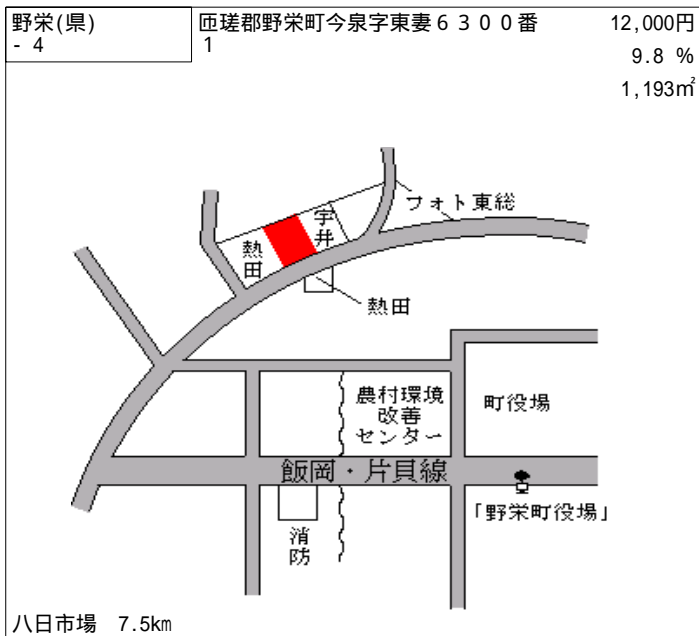 野栄(県)
- 4
匝瑳郡野栄町今泉字東妻６３００番
1
12,000円
9.8 %
1,193㎡
フォト東総
宇井
熱田
熱田
農村環境
改善
センター
町役場
飯岡・片貝線
「野栄町役場」
消防
八日市場 7.5km